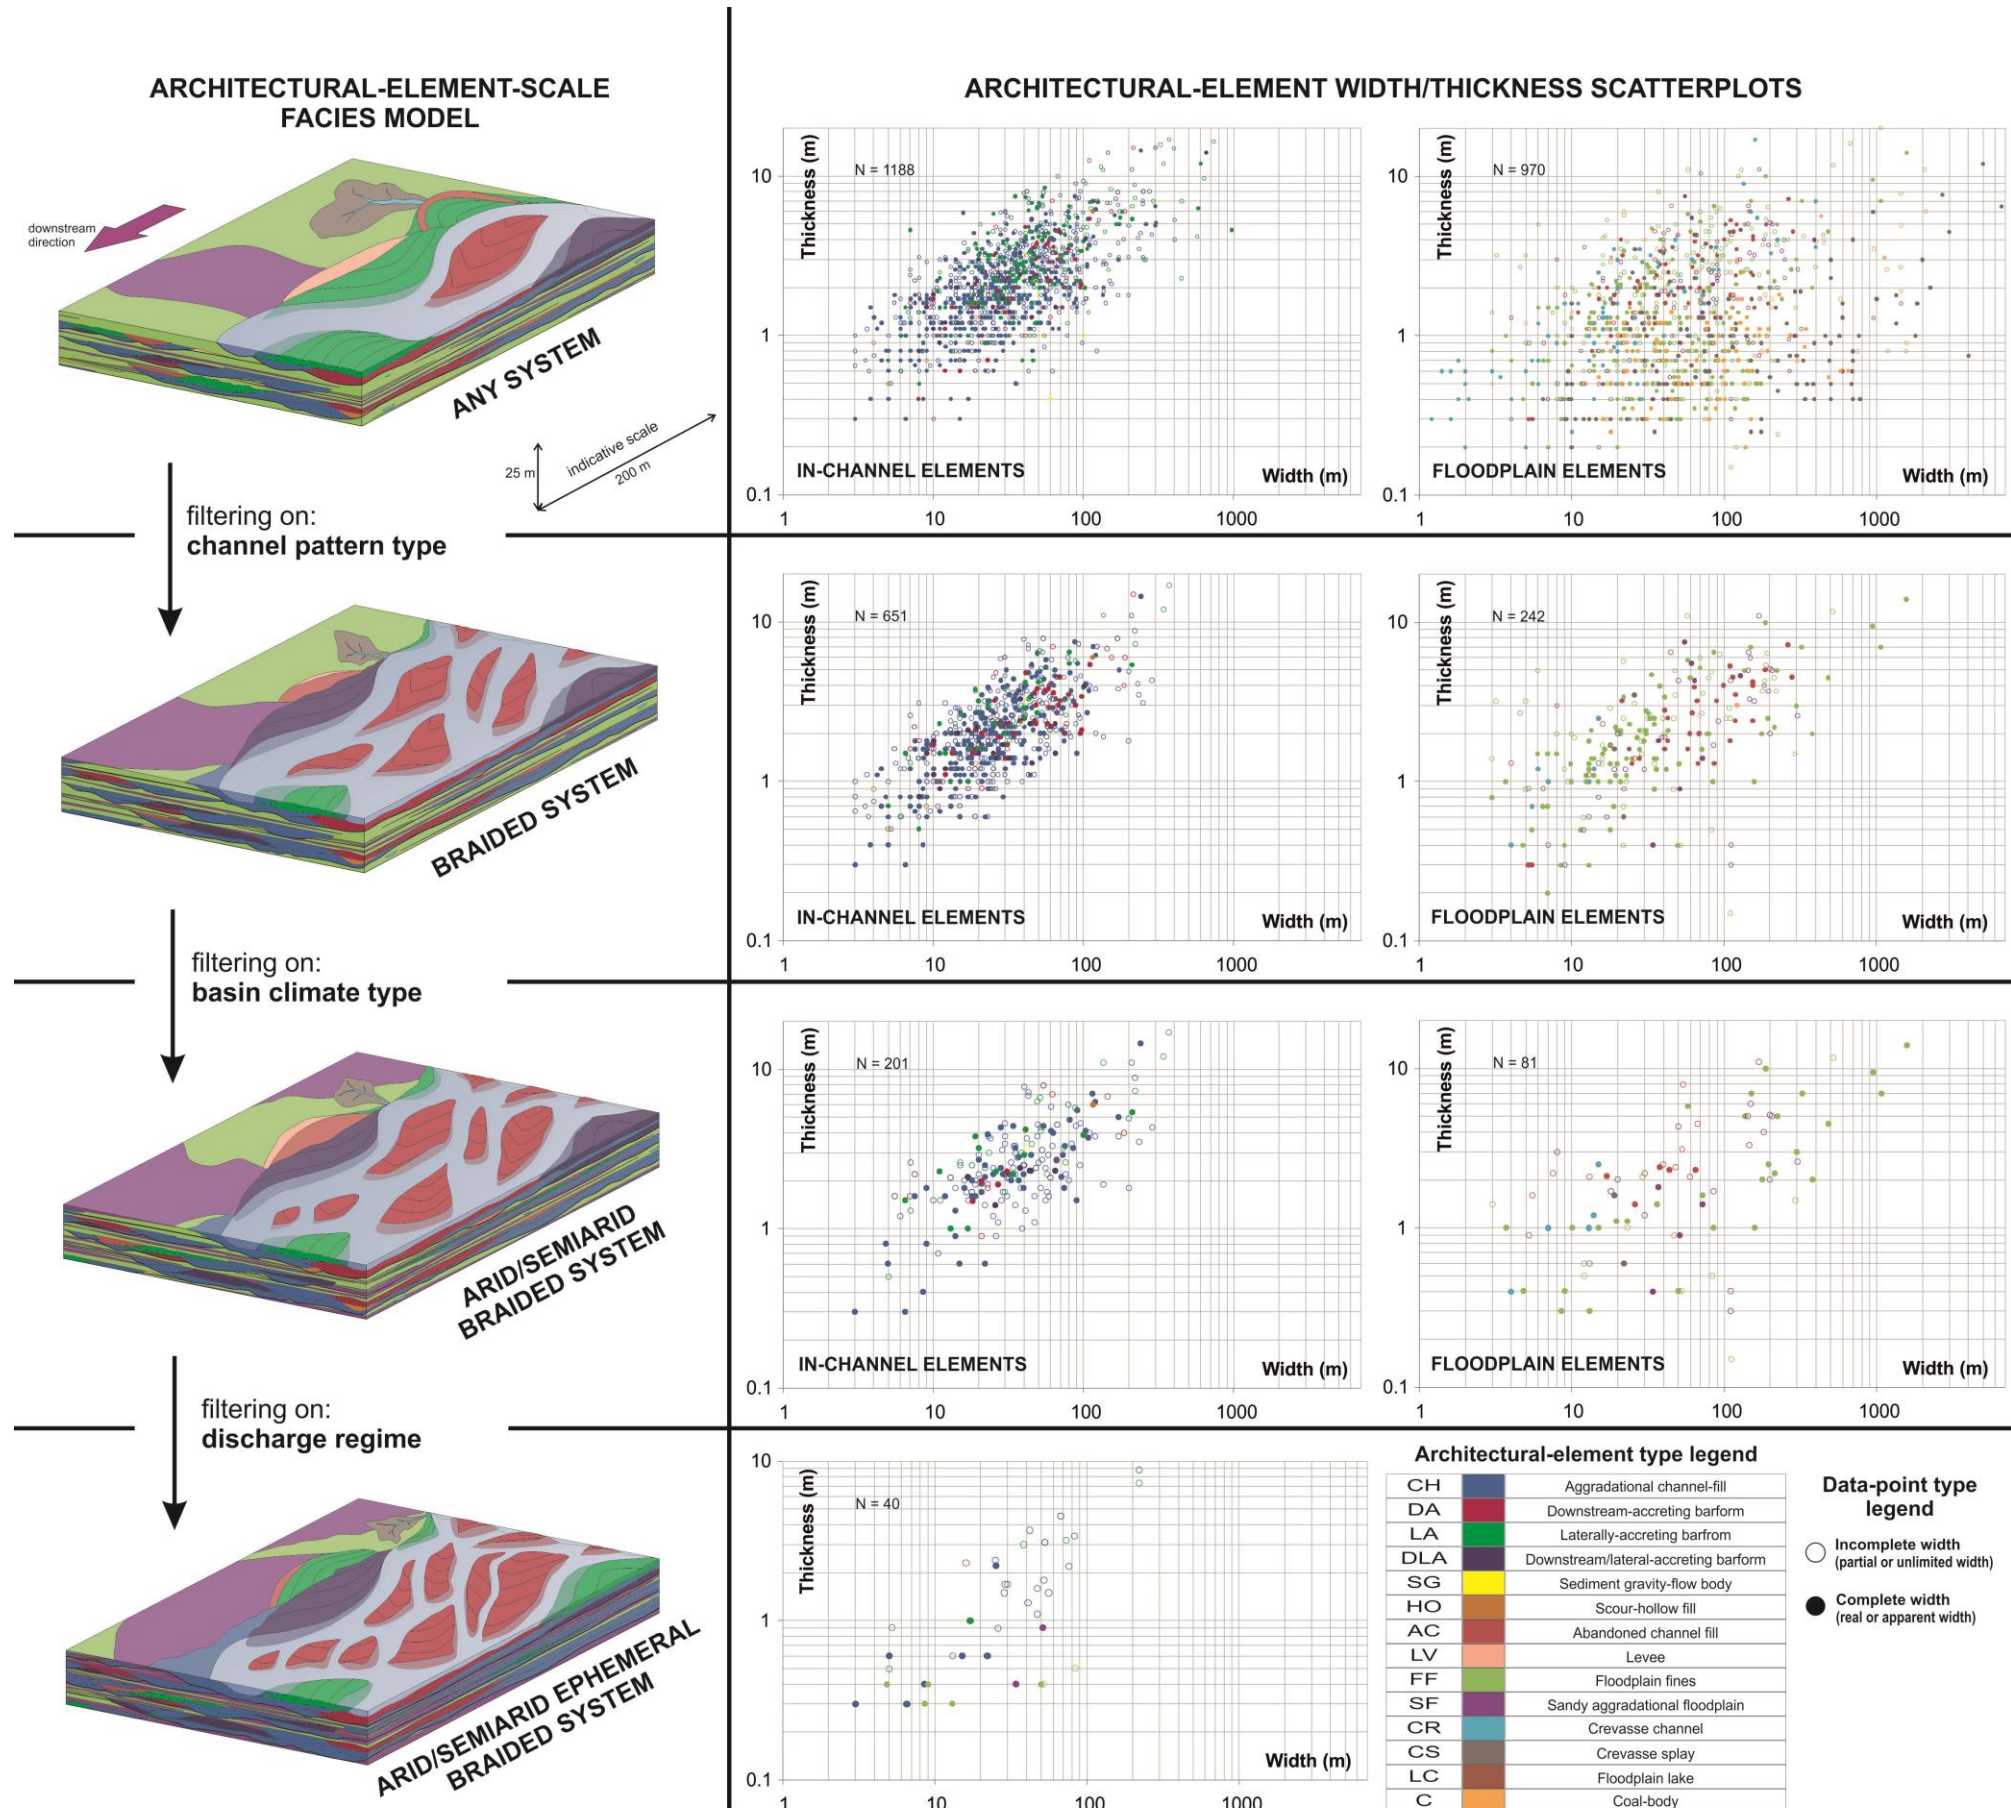 ARCHITECTURAL-ELEMENT-SCALE
FACIES MODEL
ARCHITECTURAL-ELEMENT WIDTH/THICKNESS SCATTERPLOTS
downstream
direction
ANY SYSTEM
25 m
indicative scale
200 m
Thickness (m)
N = 1188
10
1
0.1
IN-CHANNEL ELEMENTS
Width (m)
1
10
100
1000
Thickness (m)
N = 970
10
1
0.1
FLOODPLAIN ELEMENTS
Width (m)
1
10
100
1000
filtering on:
channel pattern type
BRAIDED SYSTEM
Thickness (m)
N = 651
10
1
0.1
IN-CHANNEL ELEMENTS
Width (m)
1
10
100
1000
Thickness (m)
N = 242
10
1
0.1
FLOODPLAIN ELEMENTS
Width (m)
1
10
100
1000
filtering on:
basin climate type
ARID/SEMIARID
BRAIDED SYSTEM
Thickness (m)
N = 201
10
1
0.1
IN-CHANNEL ELEMENTS
Width (m)
1
10
100
1000
Thickness (m)
N = 81
10
1
0.1
FLOODPLAIN ELEMENTS
Width (m)
1
10
100
1000
filtering on:
discharge regime
ARID/SEMIARID EPHEMERAL
BRAIDED SYSTEM
Thickness (m)
N = 40
10
1
0.1
Width (m)
1
10
100
1000
Architectural-element type legend
CH Aggradational channel-fill
DA Downstream-accreting barform
LA Laterally-accreting barfrom
DLA Downstream/lateral-accreting barform
SG Sediment gravity-flow body
HO Scour-hollow fill
AC Abandoned channel fill
LV Levee
FF Floodplain fines
SF Sandy aggradational floodplain
CR Crevasse channel
CS Crevasse splay
LC Floodplain lake
C Coal-body
Data-point type
legend
Incomplete width
(partial or unlimited width)
Complete width
(real or apparent width)